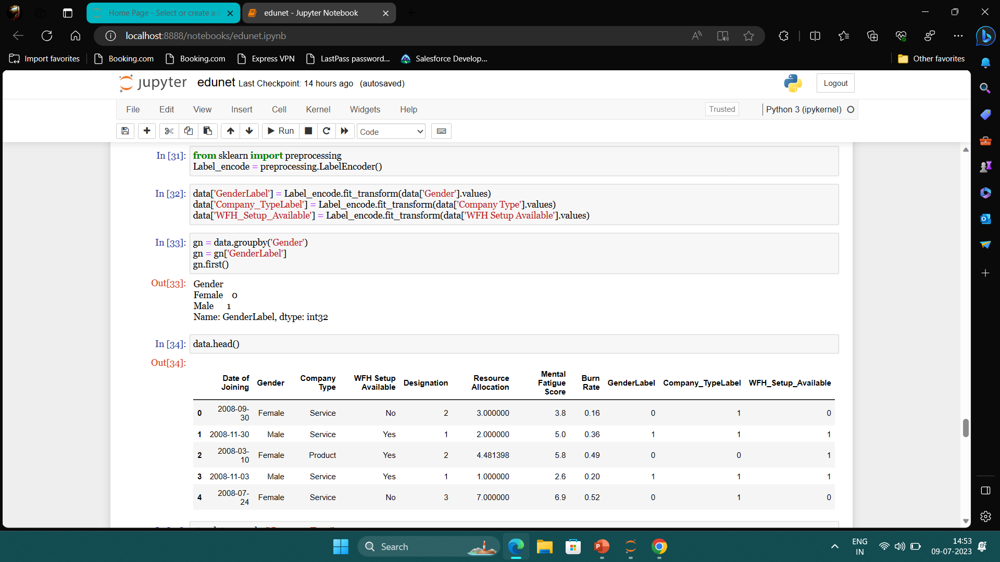 Home Page - Select or create a
edunet - Jupyter Notebook
localhost:8888/notebooks/edunet.ipynb
Import favorites
Booking.com
Booking.com
Express VPN
LastPass password...
Salesforce Develop...
Other favorites
jupyter edunet Last Checkpoint: 14 hours ago (autosaved)
Logout
File Edit View Insert Cell Kernel Widgets Help
Trusted
Python 3 (ipykernel)
Run
Code
In [31]: from sklearn import preprocessing
Label_encode = preprocessing.LabelEncoder()
In [32]: data['GenderLabel'] = Label_encode.fit_transform(data['Gender'].values)
data['Company_TypeLabel'] = Label_encode.fit_transform(data['Company Type'].values)
data['WFH_Setup_Available'] = Label_encode.fit_transform(data['WFH Setup Available'].values)
In [33]: gn = data.groupby('Gender')
gn = gn['GenderLabel']
gn.first()
Out[33]: Gender
Female 0
Male 1
Name: GenderLabel, dtype: int32
In [34]: data.head()
Out[34]:
Date of Joining Gender Company Type WFH Setup Available Designation Resource Allocation Mental Fatigue Score Burn Rate GenderLabel Company_TypeLabel WFH_Setup_Available
0 2008-09-30 Female Service No 2 3.000000 3.8 0.16 0 1 0
1 2008-11-30 Male Service Yes 1 2.000000 5.0 0.36 1 1 1
2 2008-03-10 Female Product Yes 2 4.481398 5.8 0.49 0 0 1
3 2008-11-03 Male Service Yes 1 1.000000 2.6 0.20 1 1 1
4 2008-07-24 Female Service No 3 7.000000 6.9 0.52 0 1 0
Search
ENG
IN
14:53
09-07-2023